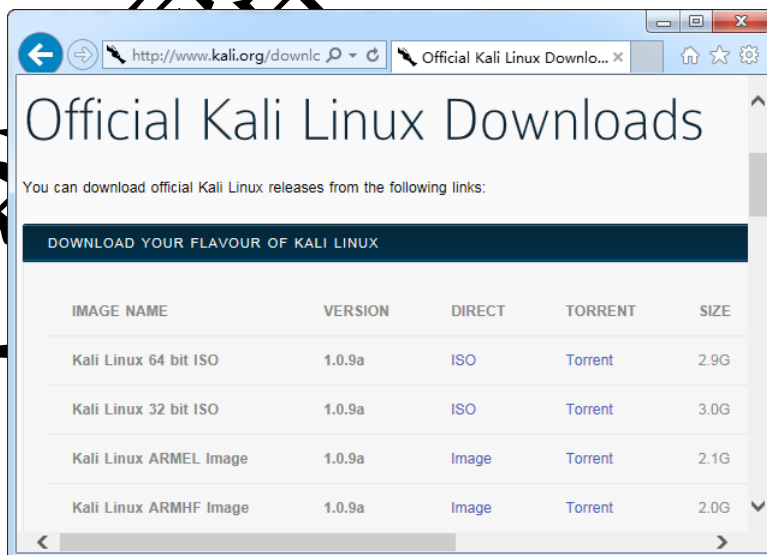 http://www.kali.org/downlc
Official Kali Linux Downlo...
Official Kali Linux Downloads
You can download official Kali Linux releases from the following links:
DOWNLOAD YOUR FLAVOUR OF KALI LINUX
IMAGE NAME VERSION DIRECT TORRENT SIZE
Kali Linux 64 bit ISO 1.0.9a ISO Torrent 2.9G
Kali Linux 32 bit ISO 1.0.9a ISO Torrent 3.0G
Kali Linux ARMEL Image 1.0.9a Image Torrent 2.1G
Kali Linux ARMHF Image 1.0.9a Image Torrent 2.0G